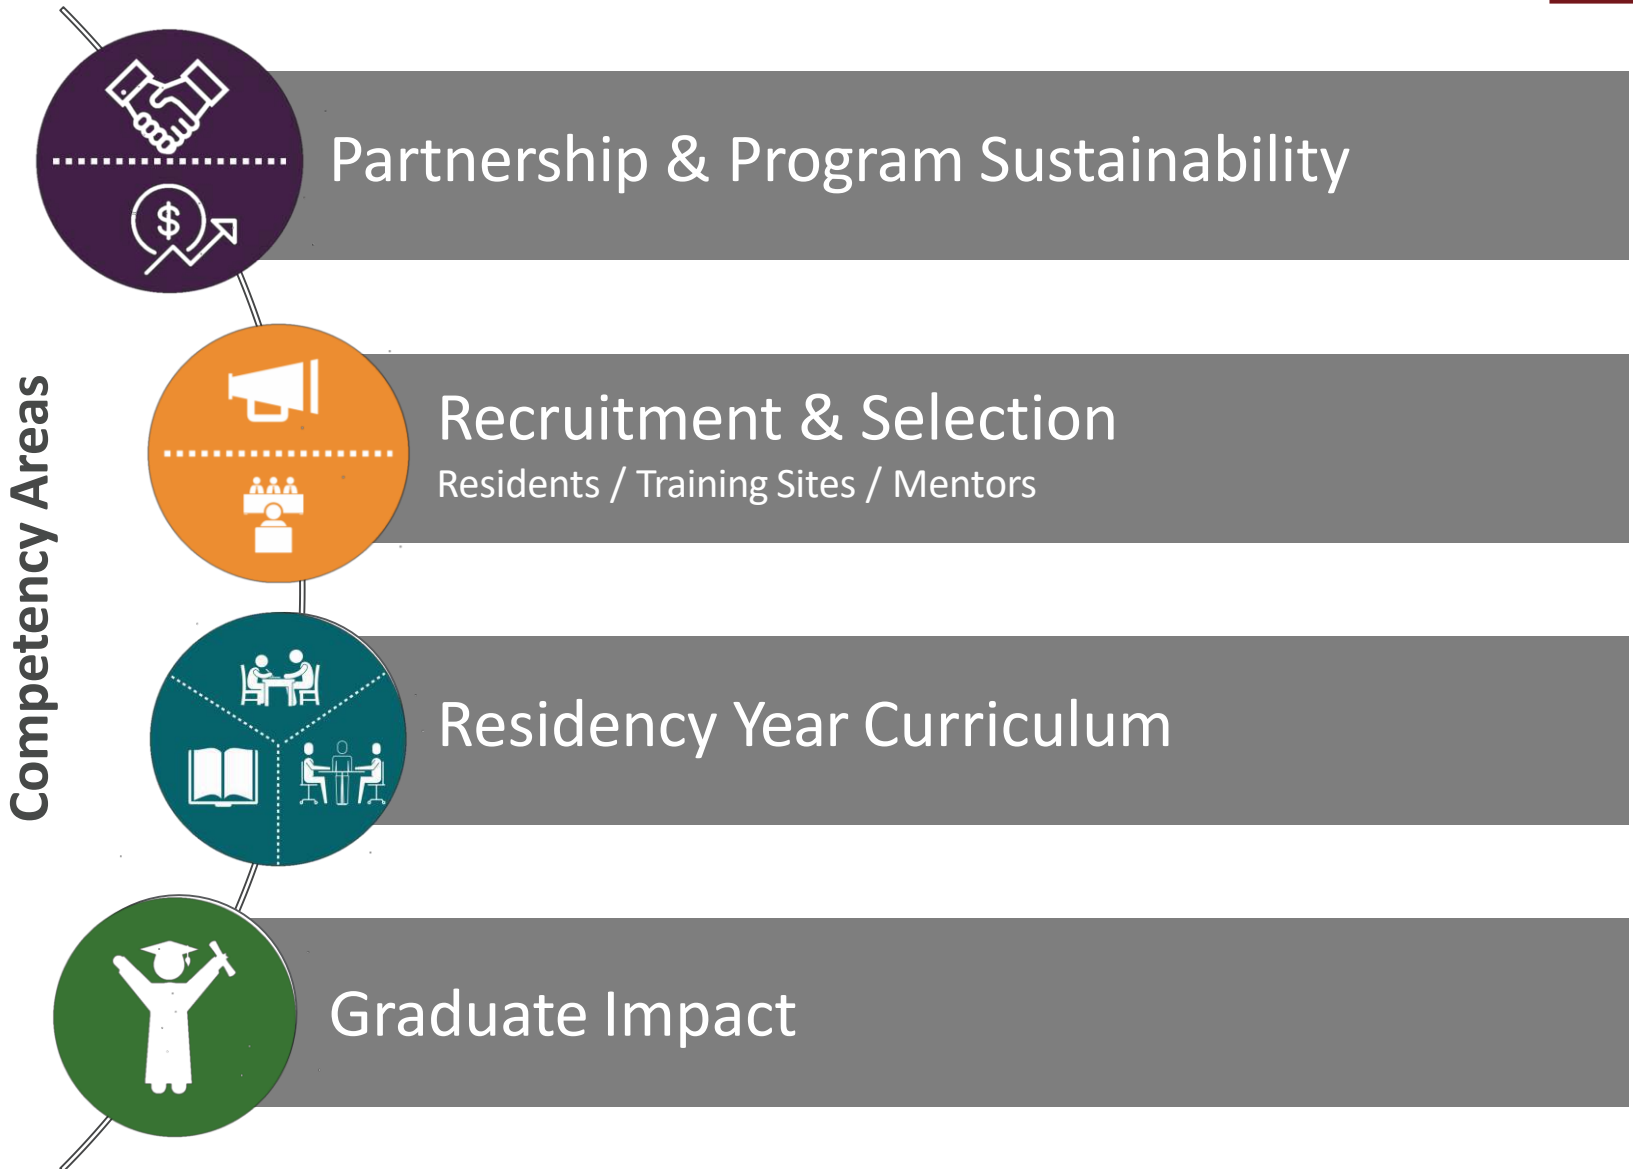 Competency Areas
Partnership & Program Sustainability
$
Recruitment & Selection
Residents / Training Sites / Mentors
Residency Year Curriculum
Graduate Impact